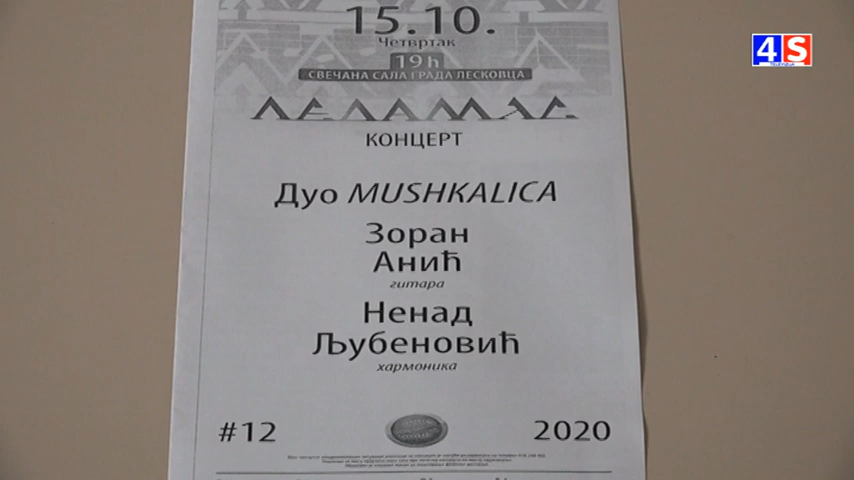 15.10.
Четвртак
19h
СВЕЧАНА САЛА ГРАДА ЛЕСКОВЦА
ЛЕДАМАС
КОНЦЕРТ
Дуо MUSHKALICA
Зоран
Анић
гитара
Ненад
Љубеновић
хармоника
#12
2020
4S